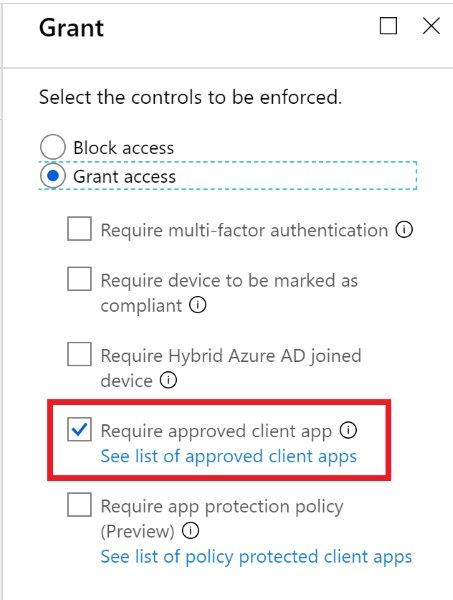 Grant
Select the controls to be enforced.
Block access
Grant access
Require multi-factor authentication
Require device to be marked as
compliant
Require Hybrid Azure AD joined
device
Require approved client app
See list of approved client apps
Require app protection policy
(Preview)
See list of policy protected client apps